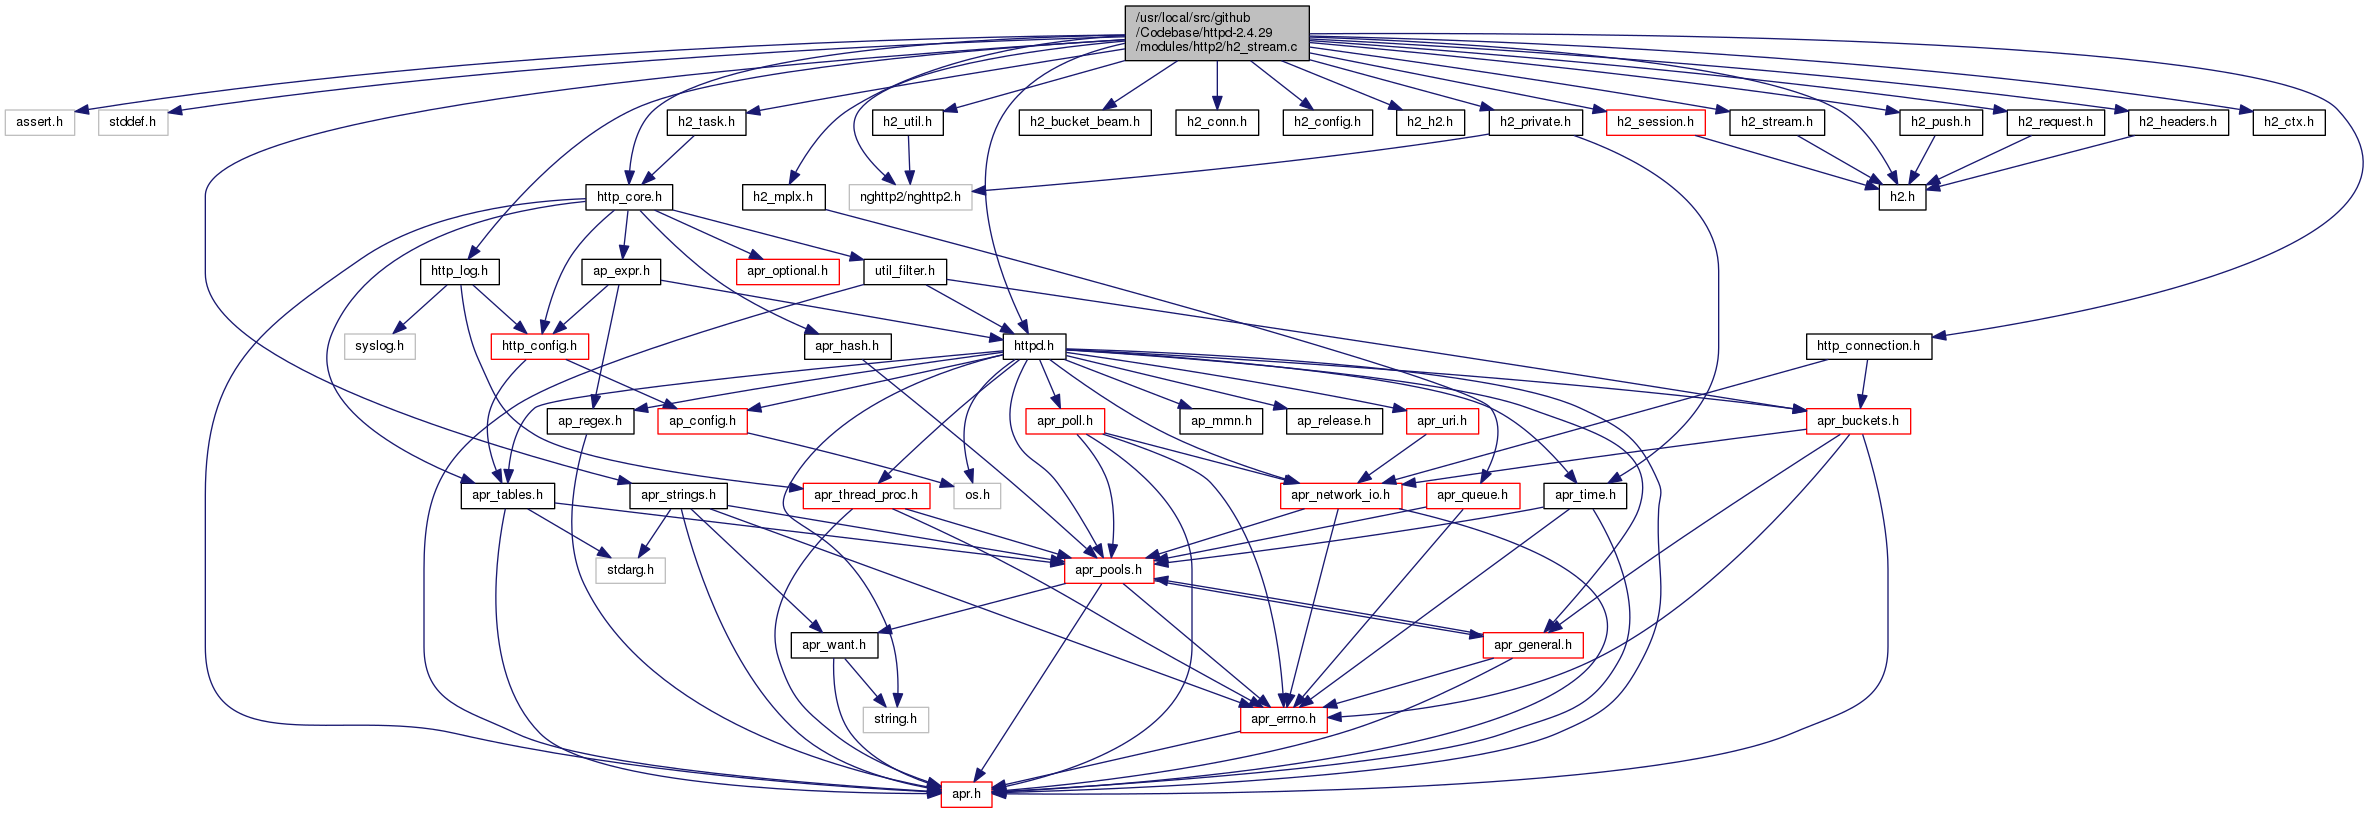 /usr/local/src/github
/Codebase/httpd-2.4.29
/modules/http2/h2_stream.c
assert.h
stddef.h
h2_task.h
h2_util.h
h2_bucket_beam.h
h2_conn.h
h2_config.h
h2_h2.h
h2_private.h
h2_session.h
h2_stream.h
h2_push.h
h2_request.h
h2_headers.h
h2_ctx.h
http_core.h
h2_mplx.h
nghttp2/nghttp2.h
h2.h
http_log.h
ap_expr.h
apr_optional.h
util_filter.h
syslog.h
http_config.h
apr_hash.h
httpd.h
http_connection.h
ap_regex.h
ap_config.h
apr_poll.h
ap_mmn.h
ap_release.h
apr_uri.h
apr_buckets.h
apr_tables.h
apr_strings.h
apr_thread_proc.h
os.h
apr_network_io.h
apr_queue.h
apr_time.h
stdarg.h
apr_pools.h
apr_want.h
apr_general.h
string.h
apr_errno.h
apr.h